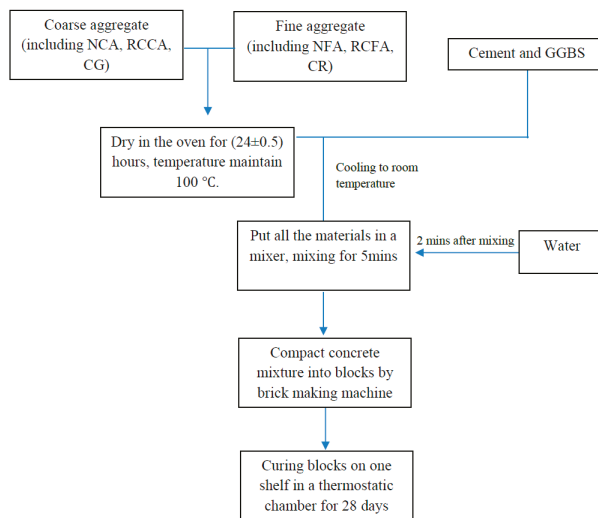 Coarse aggregate
(including NCA, RCCA,
CG)
Fine aggregate
(including NFA, RCFA,
CR)
Cement and GGBS
Dry in the oven for (24±0.5)
hours, temperature maintain
100 ℃.
Cooling to room
temperature
Put all the materials in a
mixer, mixing for 5mins
2 mins after mixing
Water
Compact concrete
mixture into blocks by
brick making machine
Curing blocks on one
shelf in a thermostatic
chamber for 28 days